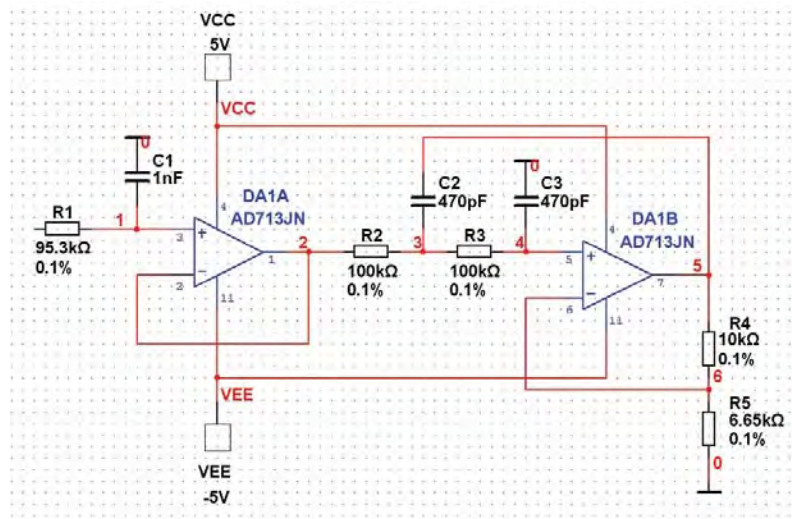 VCC
5V
VCC
0
C1
1nF
R1
1
95.3kΩ
0.1%
DA1A
AD713JN
4
3
2
1
11
2
R2
100kΩ
0.1%
C2
470pF
3
R3
100kΩ
0.1%
0
C3
470pF
4
DA1B
AD713JN
4
5
6
7
11
5
R4
10kΩ
0.1%
6
R5
6.65kΩ
0.1%
0
VEE
VEE
-5V